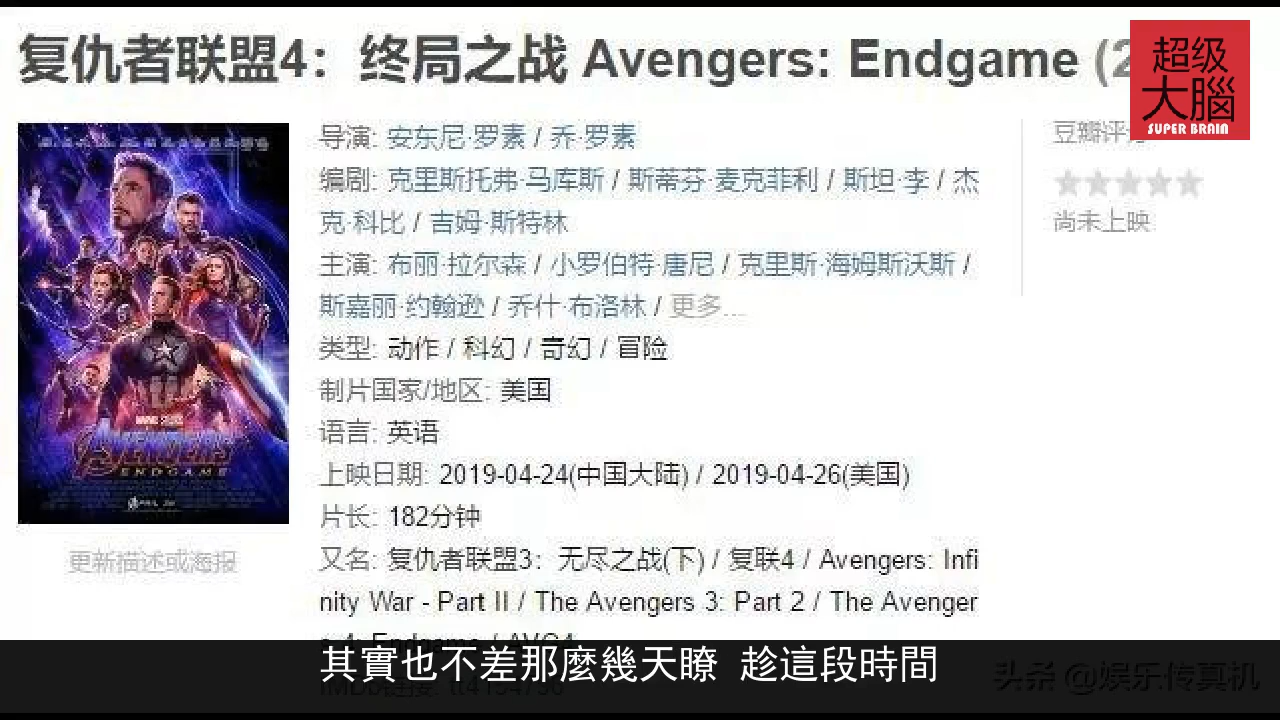 复仇者联盟4：终局之战 Avengers: Endgame (2
超级
大腦
SUPER BRAIN
导演: 安东尼·罗素 / 乔·罗素
编剧: 克里斯托弗·马库斯 / 斯蒂芬·麦克菲利 / 斯坦·李 / 杰
克·科比 / 吉姆·斯特林
主演: 布丽·拉尔森 / 小罗伯特·唐尼 / 克里斯·海姆斯沃斯 /
斯嘉丽·约翰逊 / 乔什·布洛林 / 更多...
类型: 动作 / 科幻 / 奇幻 / 冒险
制片国家/地区: 美国
语言: 英语
上映日期: 2019-04-24(中国大陆) / 2019-04-26(美国)
片长: 182分钟
又名: 复仇者联盟3：无尽之战(下) / 复联4 / Avengers: Infi
nity War - Part II / The Avengers 3: Part 2 / The Avenger
s 4: Endgame / AVG4
豆瓣评分
尚未上映
MARVEL STUDIOS
AVENGERS
ENDGAME
更新描述或海报
其實也不差那麼幾天瞭 趁這段時間
头条 @娱乐传真机